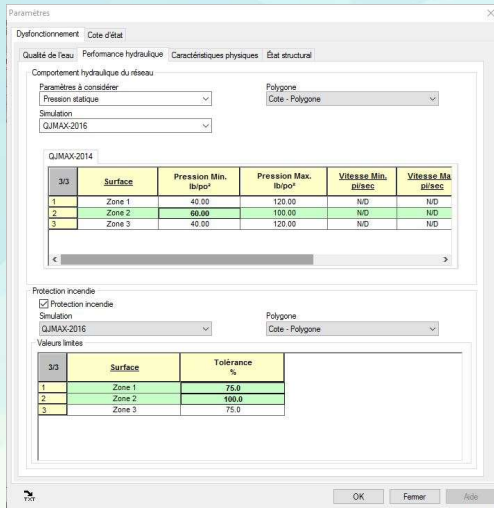 Paramètres
Dysfonctionnement Cote d'état
Qualité de l'eau Performance hydraulique Caractéristiques physiques État structural
Comportement hydraulique du réseau
Paramètres à considérer Polygone
Pression statique Cote - Polygone
Simulation
QJMAX-2016
QJMAX-2014
3/3 Surface Pression Min. lb/po² Pression Max. lb/po² Vitesse Min. pi/sec Vitesse Ma pi/sec
1 Zone 1 40.00 120.00 N/D N/D
2 Zone 2 60.00 100.00 N/D N/D
3 Zone 3 40.00 120.00 N/D N/D
Protection incendie
Protection incendie
Simulation Polygone
QJMAX-2016 Cote - Polygone
Valeurs limites
3/3 Surface Tolérance %
1 Zone 1 75.0
2 Zone 2 100.0
3 Zone 3 75.0
TXT OK Fermer Aide